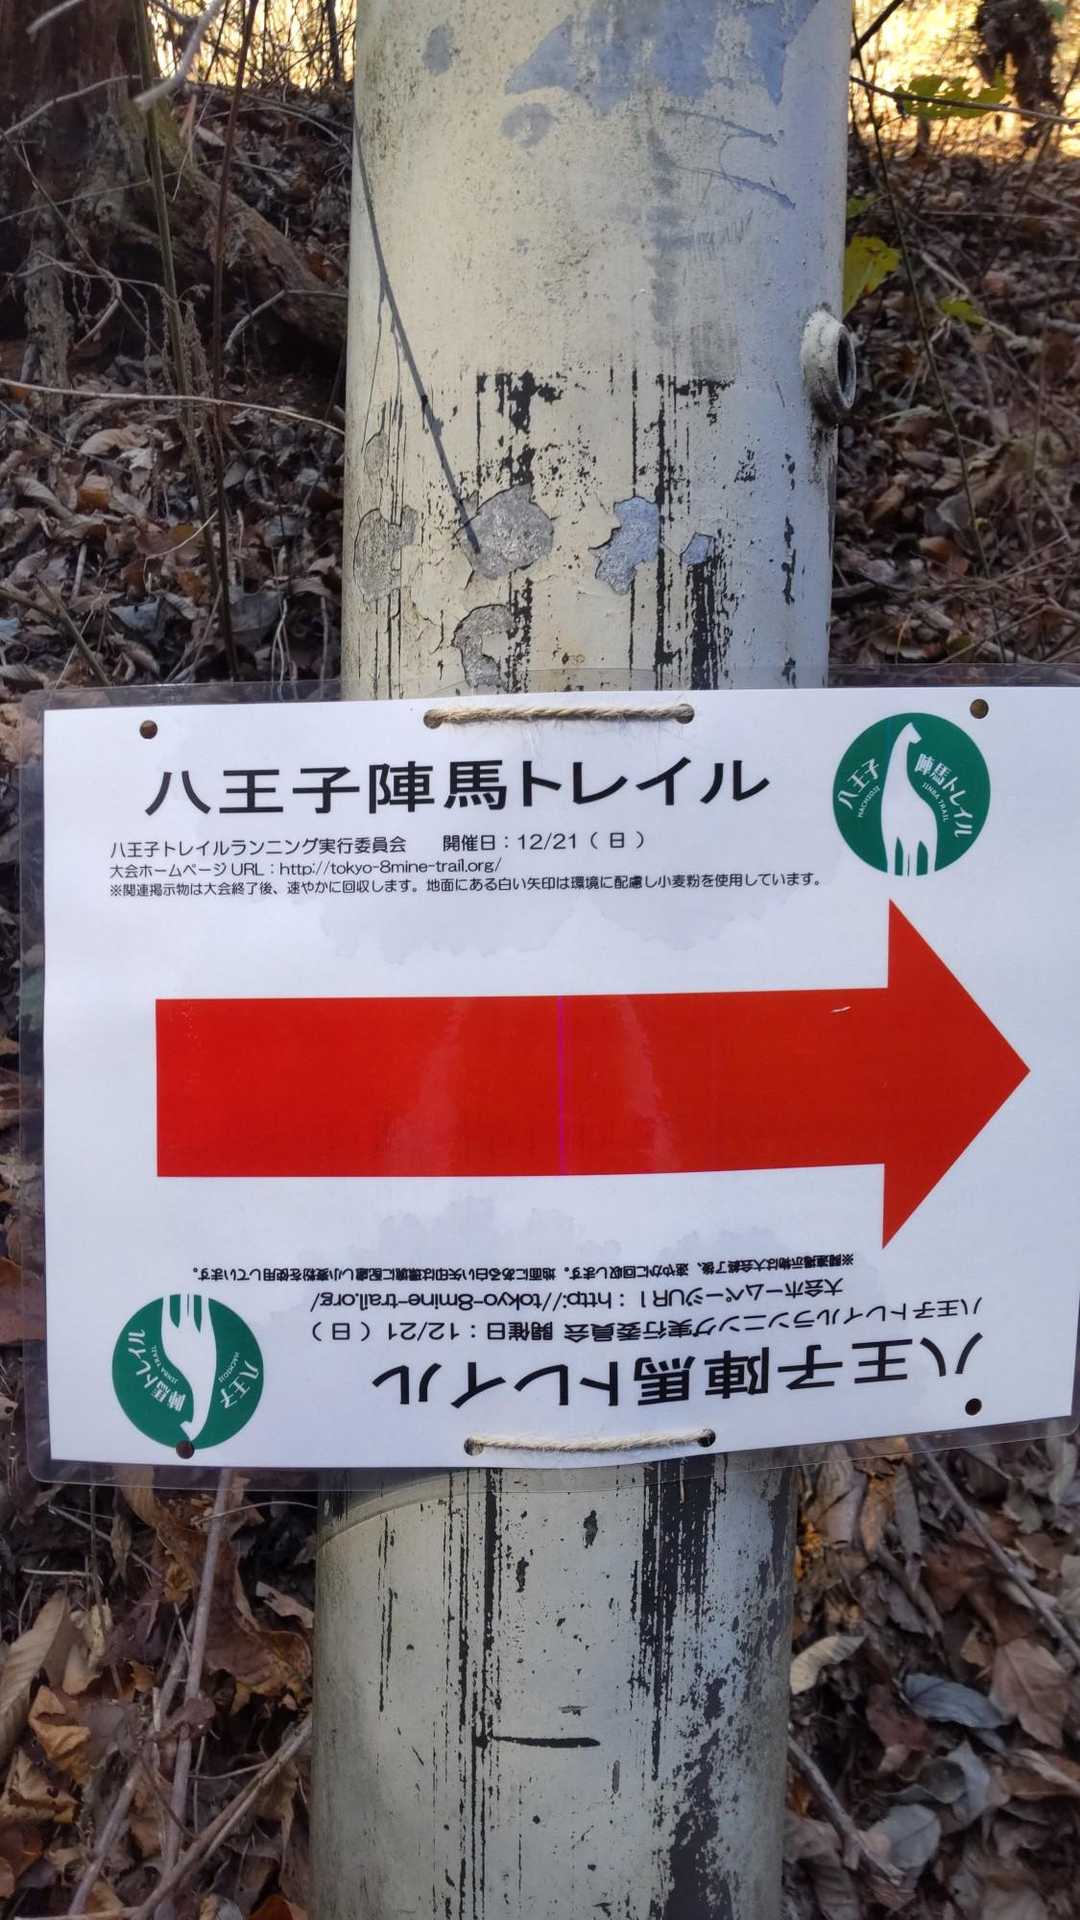 八王子陣馬トレイル
八王子トレイルランニング実行委員会　開催日：12/21（日）
大会ホームページURL：http://tokyo-8mine-trail.org/
※関連掲示物は大会終了後、速やかに回収します。地面にある白い矢印は環境に配慮し小麦粉を使用しています。
八王子
HACHIOJI
陣馬トレイル
JINBA TRAIL
八王子陣馬トレイル
八王子トレイルランニング実行委員会 開催日：12/21（日）
大会ホームページURL：http://tokyo-8mine-trail.org/
※関連掲示物は大会終了後、速やかに回収します。地面にある白い矢印は環境に配慮し小麦粉を使用しています。
八王子
HACHIOJI
陣馬トレイル
JINBA TRAIL